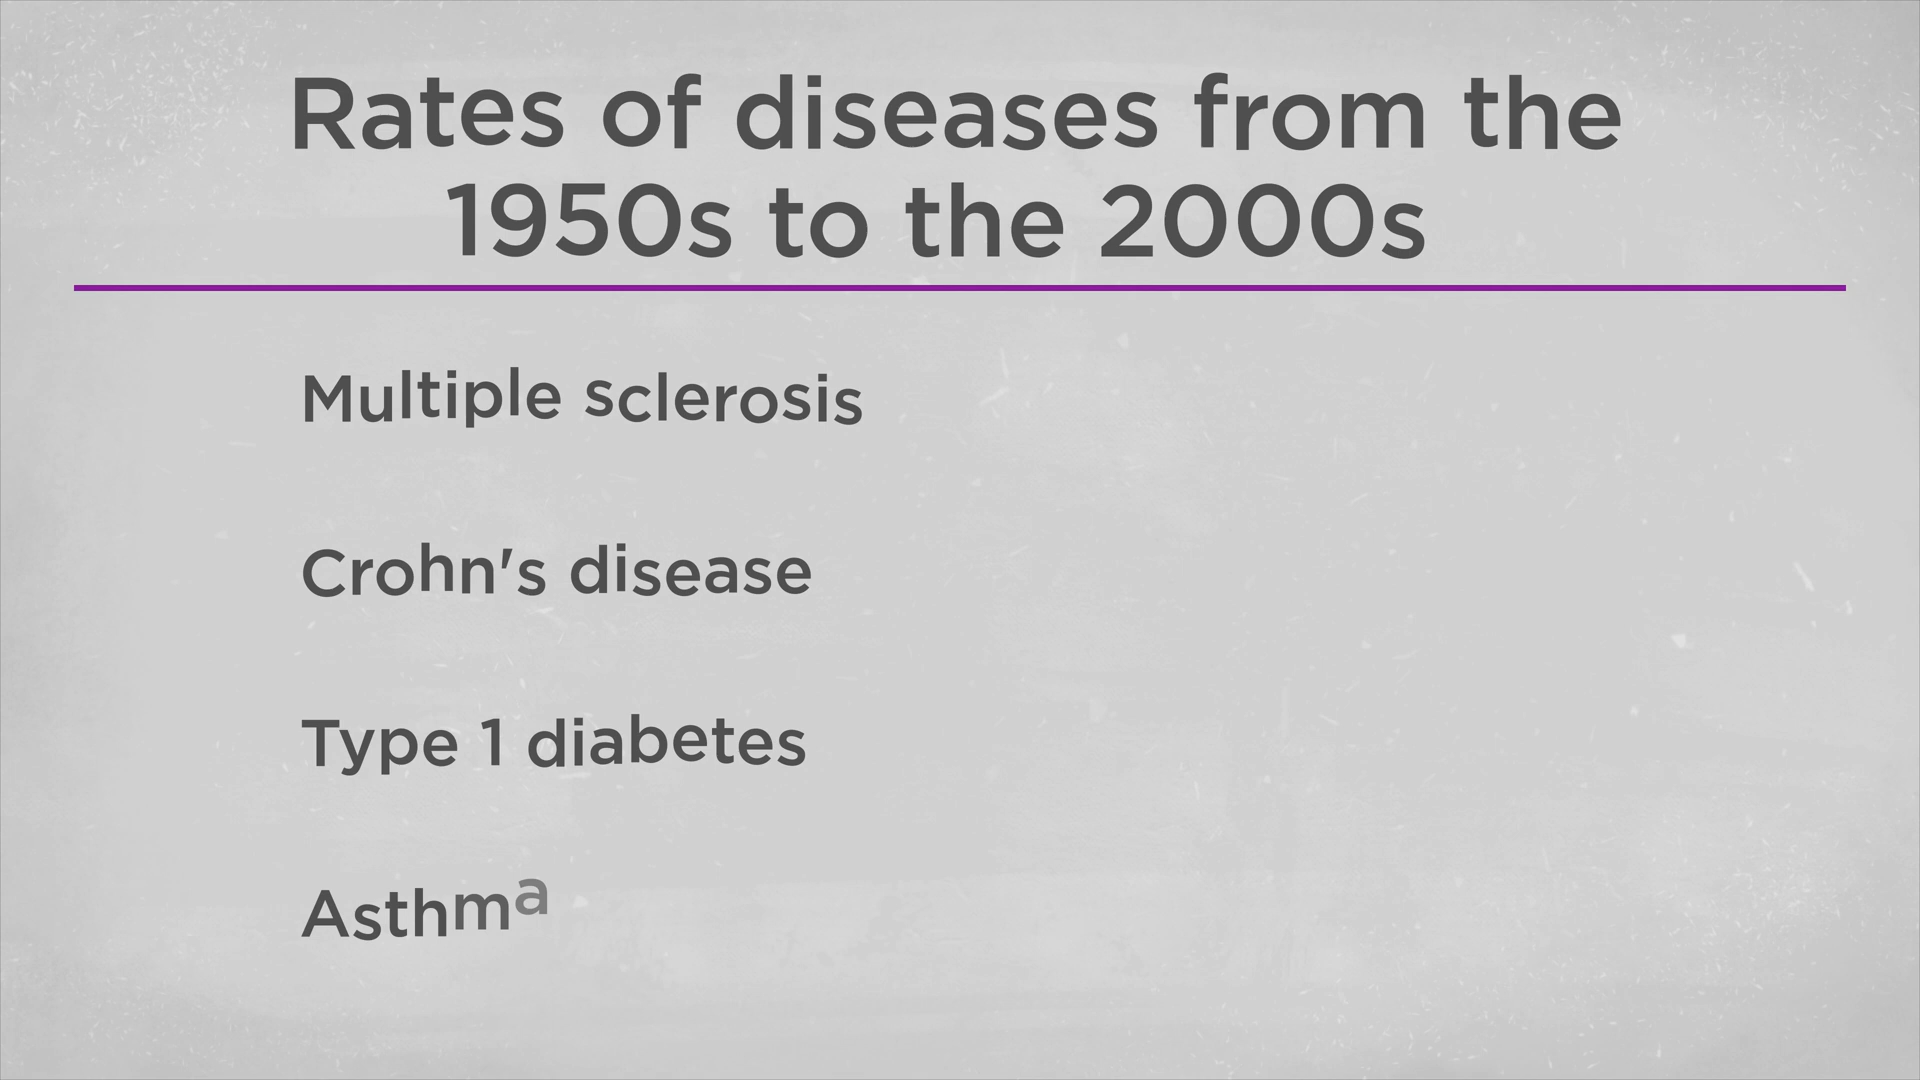 Rates of diseases from the
1950s to the 2000s
Multiple sclerosis
Crohn's disease
Type 1 diabetes
Asthma